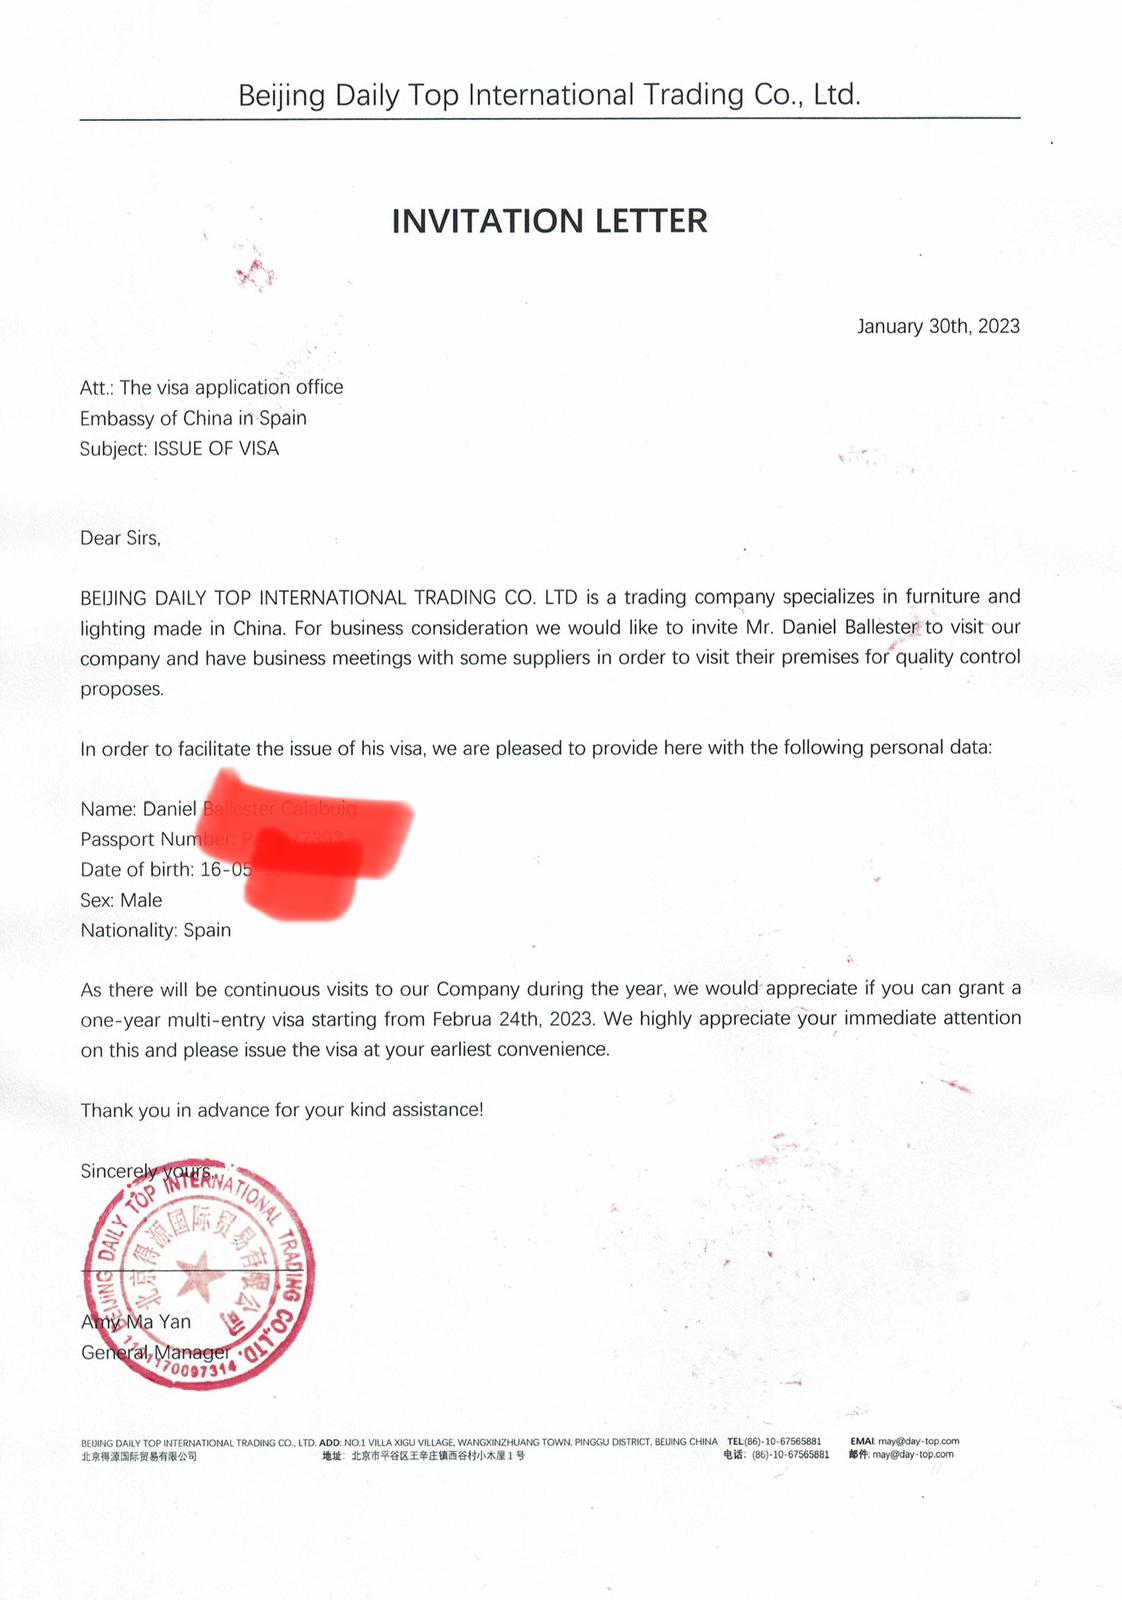 Beijing Daily Top International Trading Co., Ltd.
INVITATION LETTER
January 30th, 2023
Att.: The visa application office
Embassy of China in Spain
Subject: ISSUE OF VISA
Dear Sirs,
BEIJING DAILY TOP INTERNATIONAL TRADING CO. LTD is a trading company specializes in furniture and
lighting made in China. For business consideration we would like to invite Mr. Daniel Ballester to visit our
company and have business meetings with some suppliers in order to visit their premises for quality control
proposes.
In order to facilitate the issue of his visa, we are pleased to provide here with the following personal data:
Name: Daniel
Passport
Date of birth: 16-05
Sex: Male
Nationality: Spain
As there will be continuous visits to our Company during the year, we would appreciate if you can grant a
one-year multi-entry visa starting from Februa 24th, 2023. We highly appreciate your immediate attention
on this and please issue the visa at your earliest convenience.
Thank you in advance for your kind assistance!
Sincerely yours,
BEIJING DAILY TOP INTERNATIONAL TRADING CO.,LTD.
北京得源国际贸易有限公司
Amy Ma Yan
General Manager
BEIJING DAILY TOP INTERNATIONAL TRADING CO., LTD. ADD: NO.1 VILLA XIGU VILLAGE, WANGXINZHUANG TOWN, PINGGU DISTRICT, BEIJING CHINA TEL:(86)-10-67565881 EMAI: may@day-top.com
北京得源国际贸易有限公司 地址: 北京市平谷区王辛庄镇西谷村小木屋 1 号 电话: (86)-10-67565881 邮件: may@day-top.com